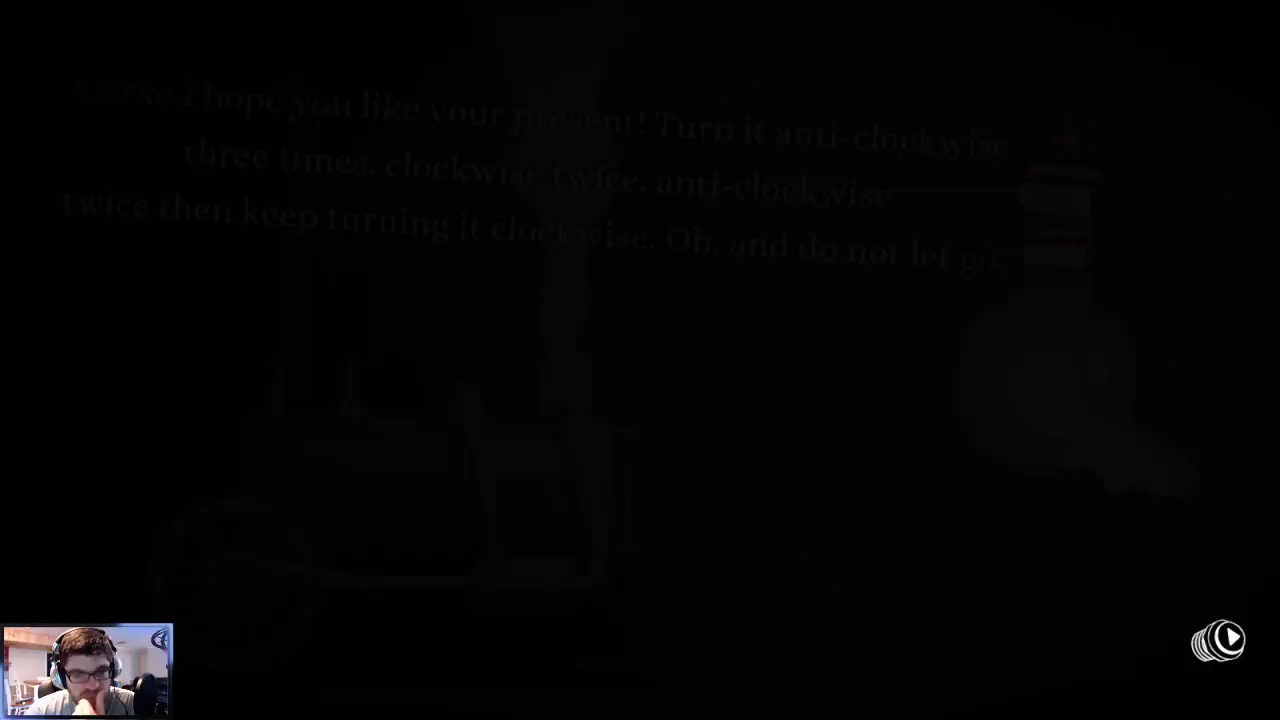 I hope you like your present! Turn it anti-clockwise
three times, clockwise twice, anti-clockwise
twice then keep turning it clockwise. Oh, and do not let go.